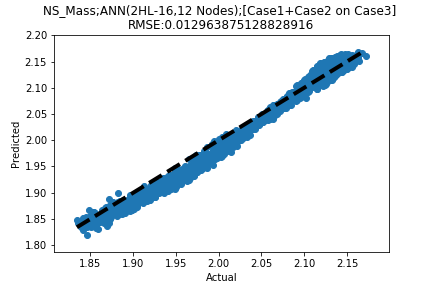 NS_Mass;ANN(2HL-16,12 Nodes);[Case1+Case2 on Case3]
RMSE:0.012963875128828916
2.20
2.15
2.10
2.05
2.00
1.95
1.90
1.85
1.80
Predicted
1.85 1.90 1.95 2.00 2.05 2.10 2.15
Actual